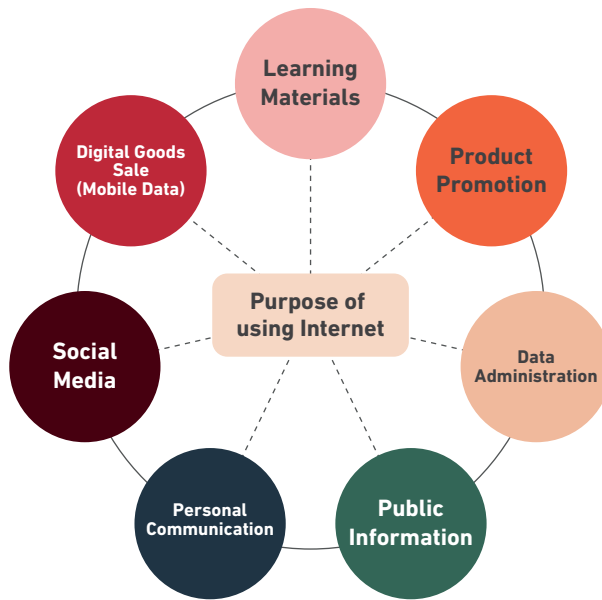 Learning
Materials
Digital Goods
Sale
(Mobile Data)
Product
Promotion
Purpose of
using Internet
Social
Media
Data
Administration
Personal
Communication
Public
Information